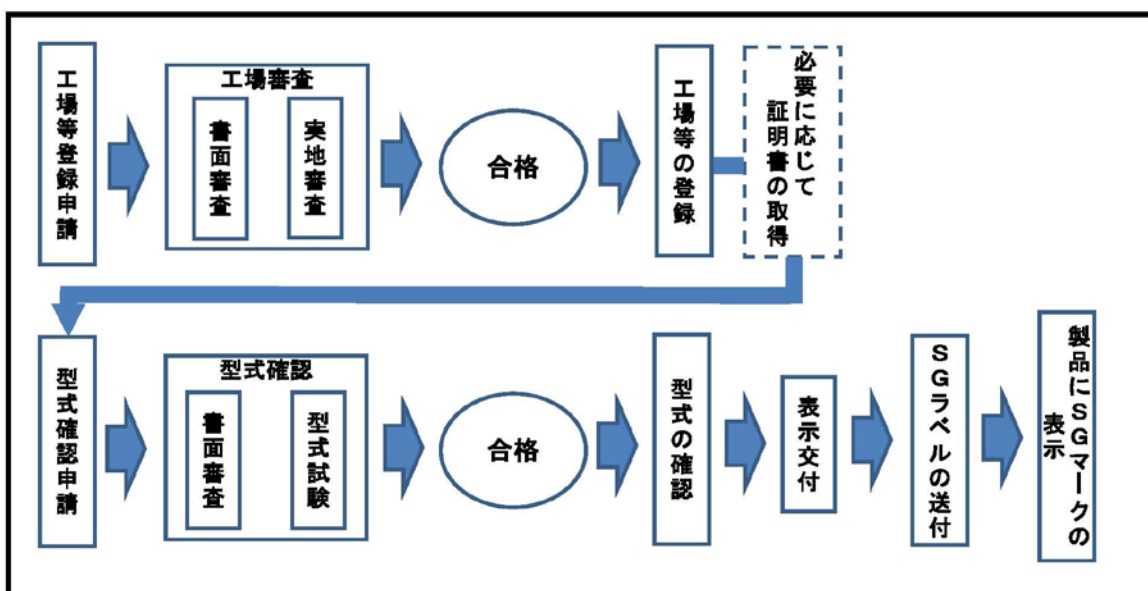 工場等登録申請
工場審査
書面審査
実地審査
合格
工場等の登録
必要に応じて
証明書の取得
型式確認申請
型式確認
書面審査
型式試験
合格
型式の確認
表示交付
SGラベルの送付
製品にSGマークの
表示